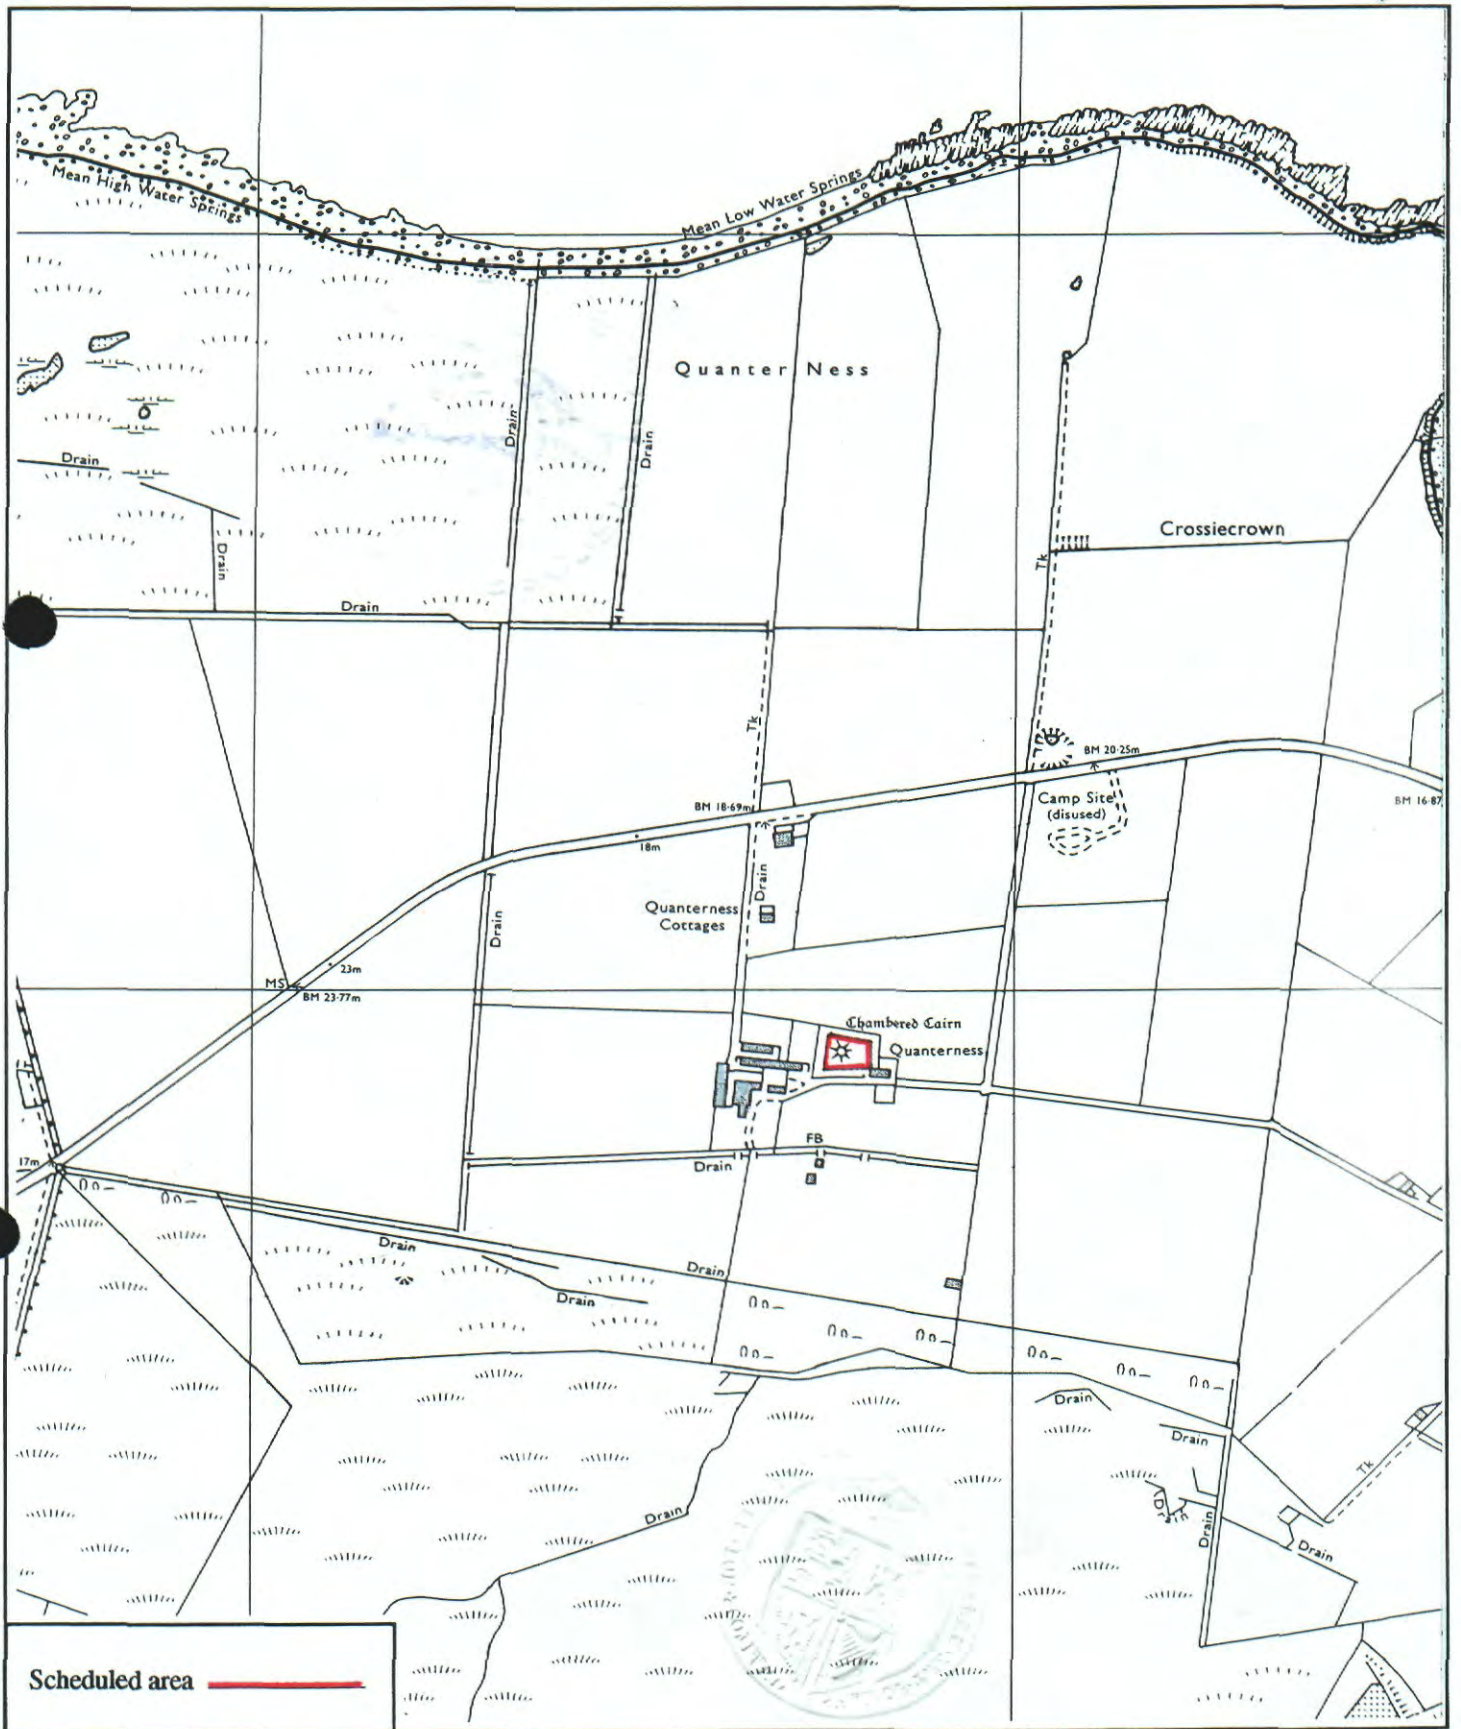 Mean High Water Springs
Mean Low Water Springs
Quanter Ness
Drain
Drain
Drain
Crossiecrown
Drain
Tk
Drain
Tk
BM 20·25m
Camp Site
(disused)
BM 16·87
BM 18·69m
18m
Drain
Quanterness
Cottages
Drain
23m
MS
BM 23·77m
Chambered Cairn
Quanterness
17m
FB
Drain
Drain
Drain
Drain
Drain
Drain
Tk
Drain
Drain
Drain
Drain
Scheduled area